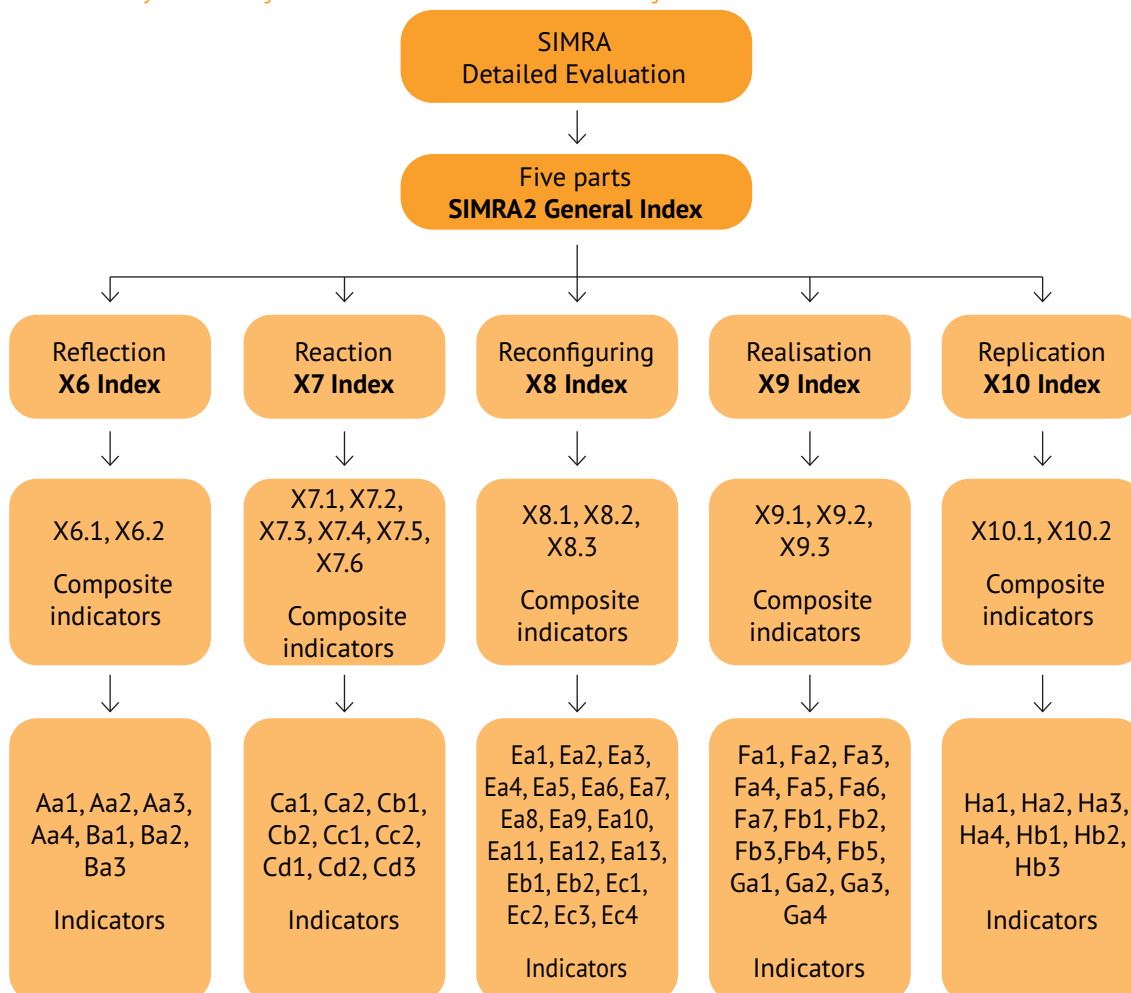 SIMRA
Detailed Evaluation
Five parts
SIMRA2 General Index
Reflection
X6 Index
Reaction
X7 Index
Reconfiguring
X8 Index
Realisation
X9 Index
Replication
X10 Index
X6.1, X6.2
Composite
indicators
X7.1, X7.2,
X7.3, X7.4, X7.5,
X7.6
Composite
indicators
X8.1, X8.2,
X8.3
Composite
indicators
X9.1, X9.2,
X9.3
Composite
indicators
X10.1, X10.2
Composite
indicators
Aa1, Aa2, Aa3,
Aa4, Ba1, Ba2,
Ba3
Indicators
Ca1, Ca2, Cb1,
Cb2, Cc1, Cc2,
Cd1, Cd2, Cd3
Indicators
Ea1, Ea2, Ea3,
Ea4, Ea5, Ea6, Ea7,
Ea8, Ea9, Ea10,
Ea11, Ea12, Ea13,
Eb1, Eb2, Ec1,
Ec2, Ec3, Ec4
Indicators
Fa1, Fa2, Fa3,
Fa4, Fa5, Fa6,
Fa7, Fb1, Fb2,
Fb3,Fb4, Fb5,
Ga1, Ga2, Ga3,
Ga4
Indicators
Ha1, Ha2, Ha3,
Ha4, Hb1, Hb2,
Hb3
Indicators